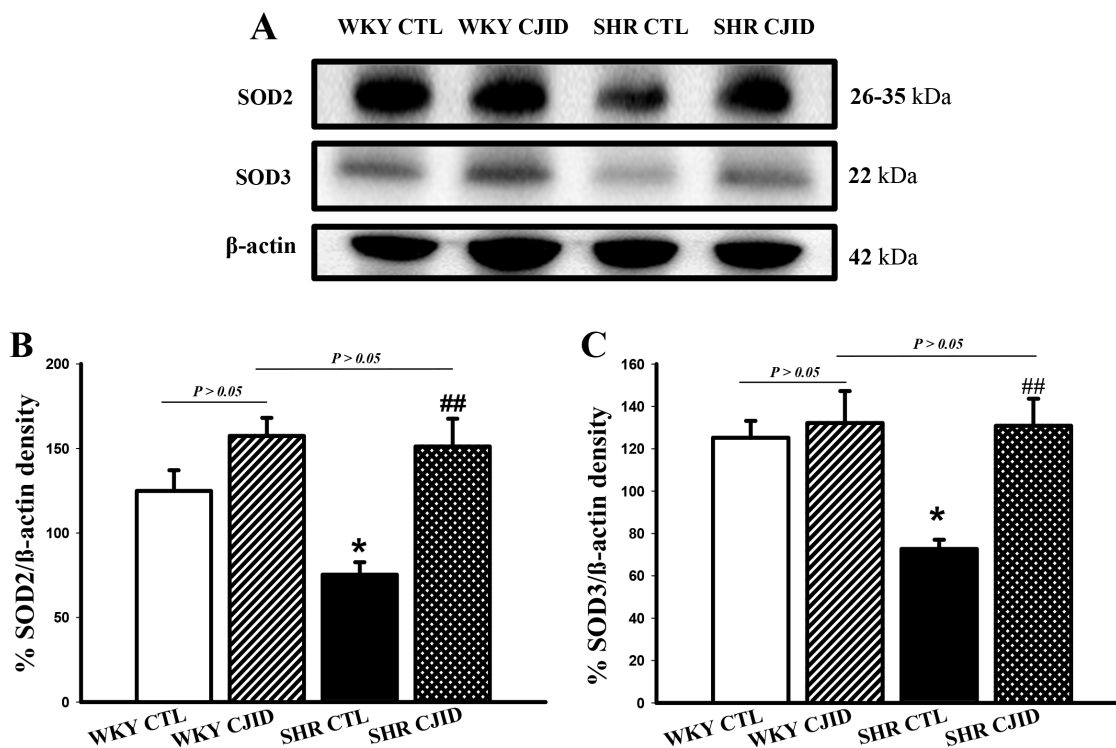 A
WKY CTL WKY CJID SHR CTL SHR CJID
SOD2
26-35 kDa
SOD3
22 kDa
β-actin
42 kDa
B
% SOD2/ß-actin density
200
150
100
50
0
P > 0.05
P > 0.05
*
##
WKY CTL
WKY CJID
SHR CTL
SHR CJID
C
% SOD3/ß-actin density
160
140
120
100
80
60
40
20
0
P > 0.05
P > 0.05
*
##
WKY CTL
WKY CJID
SHR CTL
SHR CJID